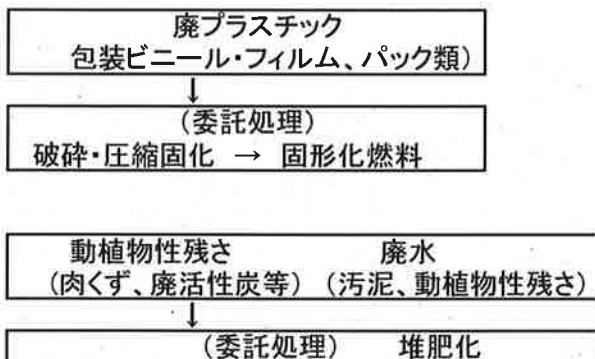 廃プラスチック
包装ビニール・フィルム、パック類)
↓
(委託処理)
破砕・圧縮固化 → 固形化燃料
動植物性残さ 廃水
(肉くず、廃活性炭等) (汚泥、動植物性残さ)
↓
(委託処理) 堆肥化